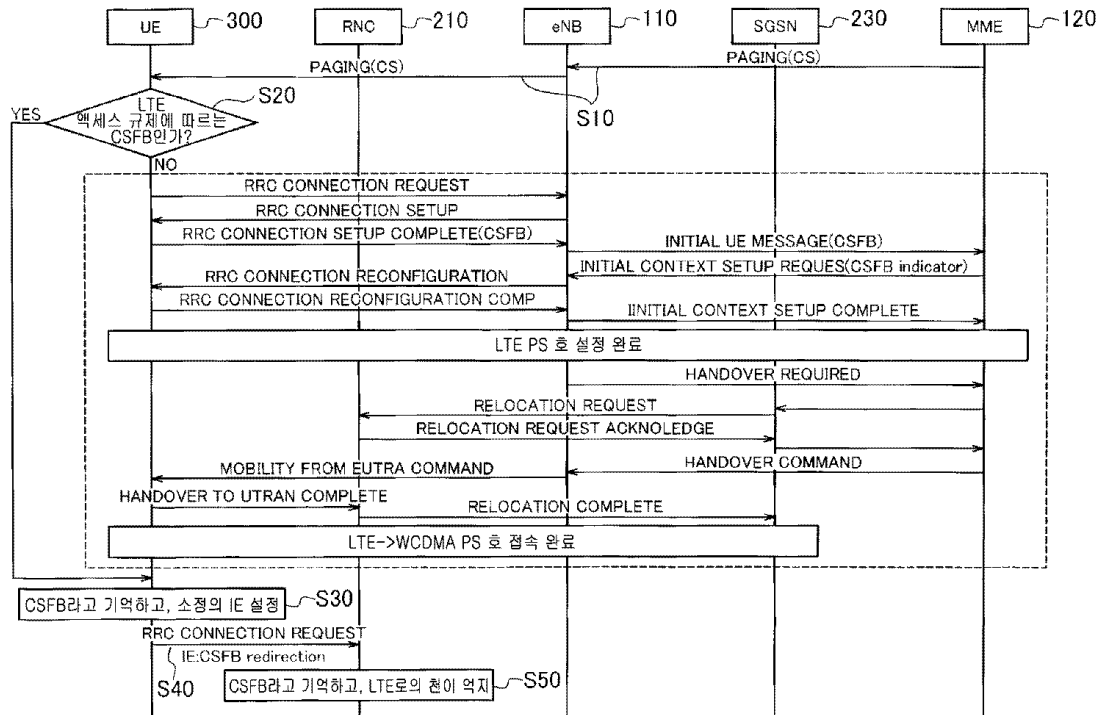 UE
300
RNC
210
eNB
110
SGSN
230
MME
120
PAGING(CS)
PAGING(CS)
S10
S20
YES
LTE
액세스 규제에 따르는
CSFB인가?
NO
RRC CONNECTION REQUEST
RRC CONNECTION SETUP
RRC CONNECTION SETUP COMPLETE(CSFB)
INITIAL UE MESSAGE(CSFB)
INITIAL CONTEXT SETUP REQUES(CSFB indicator)
RRC CONNECTION RECONFIGURATION
RRC CONNECTION RECONFIGURATION COMP
IINITIAL CONTEXT SETUP COMPLETE
LTE PS 호 설정 완료
HANDOVER REQUIRED
RELOCATION REQUEST
RELOCATION REQUEST ACKNOLEDGE
HANDOVER COMMAND
MOBILITY FROM EUTRA COMMAND
HANDOVER TO UTRAN COMPLETE
RELOCATION COMPLETE
LTE->WCDMA PS 호 접속 완료
CSFB라고 기억하고, 소정의 IE 설정
S30
RRC CONNECTION REQUEST
IE:CSFB redirection
S40
CSFB라고 기억하고, LTE로의 천이 억지
S50